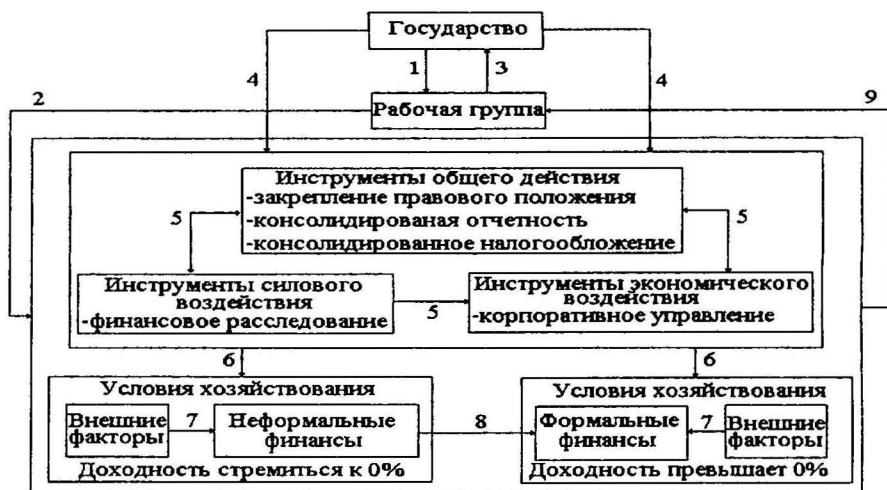 Государство
4
1
3
4
2
Рабочая группа
9
Инструменты общего действия
-закрепление правового положения
-консолидированая отчетность
-консолидированное налогообложение
5
5
Инструменты силового
воздействия
-финансовое расследование
5
Инструменты экономического
воздействия
-корпоративное управление
6
6
Условия хозяйствования
Внешние
факторы
7
Неформальные
финансы
Доходность стремиться к 0%
8
Условия хозяйствования
Формальные
финансы
7
Внешние
факторы
Доходность превышает 0%